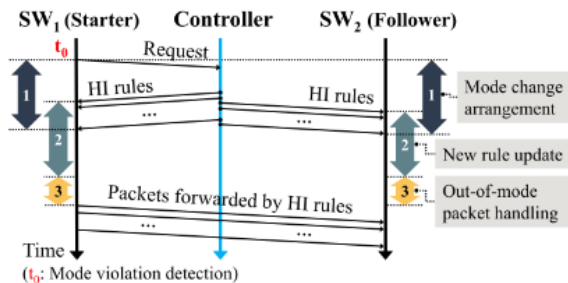 SW1 (Starter) Controller SW2 (Follower)
t0
Request
HI rules HI rules
1 1
Mode change
arrangement
... ...
2 2
New rule update
3 3
Out-of-mode
packet handling
Packets forwarded by HI rules
... ...
Time
(t0: Mode violation detection)